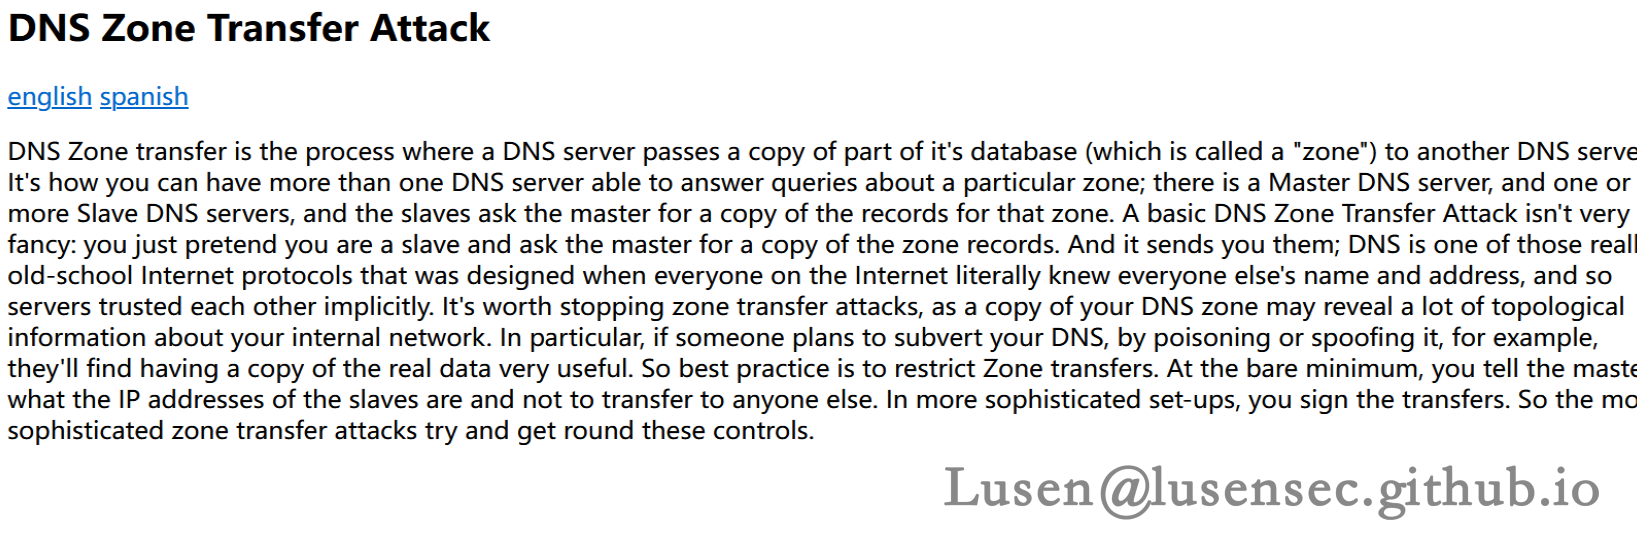 DNS Zone Transfer Attack
english spanish
DNS Zone transfer is the process where a DNS server passes a copy of part of it's database (which is called a "zone") to another DNS serve
It's how you can have more than one DNS server able to answer queries about a particular zone; there is a Master DNS server, and one or
more Slave DNS servers, and the slaves ask the master for a copy of the records for that zone. A basic DNS Zone Transfer Attack isn't very
fancy: you just pretend you are a slave and ask the master for a copy of the zone records. And it sends you them; DNS is one of those reall
old-school Internet protocols that was designed when everyone on the Internet literally knew everyone else's name and address, and so
servers trusted each other implicitly. It's worth stopping zone transfer attacks, as a copy of your DNS zone may reveal a lot of topological
information about your internal network. In particular, if someone plans to subvert your DNS, by poisoning or spoofing it, for example,
they'll find having a copy of the real data very useful. So best practice is to restrict Zone transfers. At the bare minimum, you tell the maste
what the IP addresses of the slaves are and not to transfer to anyone else. In more sophisticated set-ups, you sign the transfers. So the mo
sophisticated zone transfer attacks try and get round these controls.
Lusen@lusensec.github.io